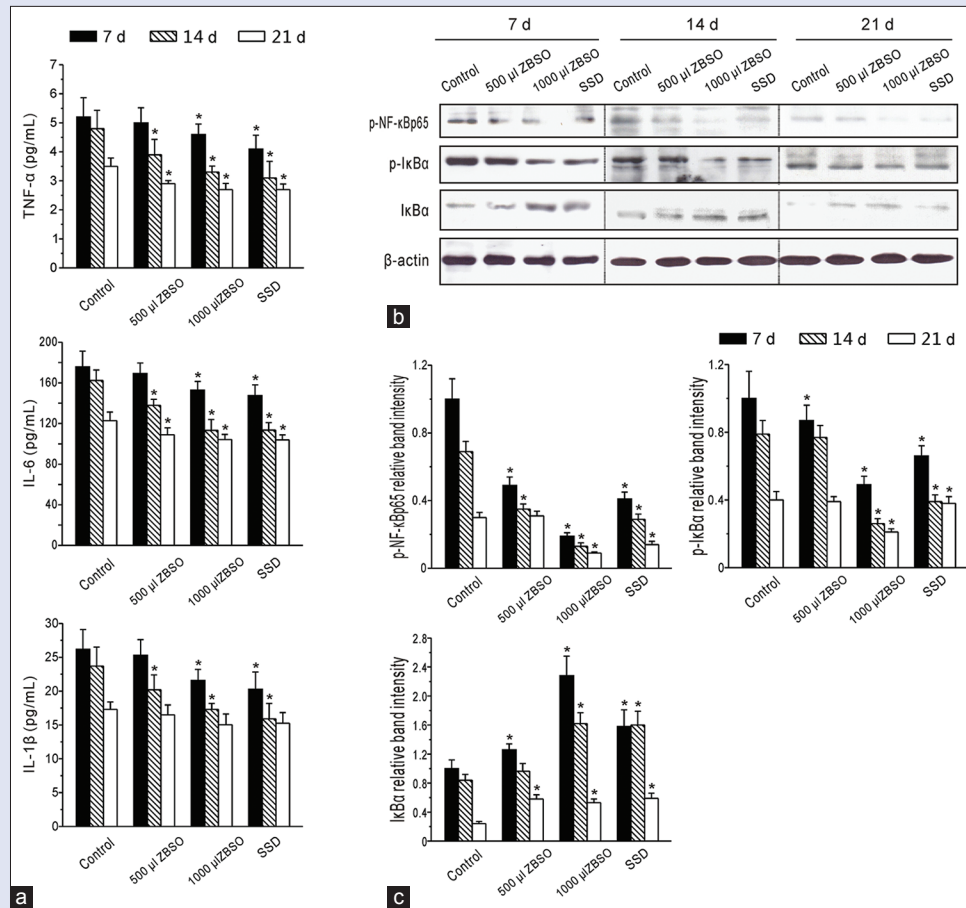 7 d 14 d 21 d
TNF-α (pg/mL)
7
6
5
4
3
2
1
0
* * * * * * * *
Control 500 µl ZBSO 1000 µlZBSO SSD
IL-6 (pg/mL)
200
160
120
80
40
0
* * * * * * * *
Control 500 µl ZBSO 1000 µlZBSO SSD
IL-1β (pg/mL)
30
25
20
15
10
5
0
* * * * *
Control 500 µl ZBSO 1000 µlZBSO SSD
a
7 d 14 d 21 d
Control 500 µl ZBSO 1000 µl ZBSO SSD Control 500 µl ZBSO 1000 µl ZBSO SSD Control 500 µl ZBSO 1000 µl ZBSO SSD
p-NF-κBp65
p-IκBα
IκBα
β-actin
b
7 d 14 d 21 d
p-NF-κBp65 relative band intensity
1.2
0.8
0.4
0
* * * * * * * *
Control 500 µl ZBSO 1000 µlZBSO SSD
p-IκBα relative band intensity
1.2
0.8
0.4
0
* * * * * * *
Control 500 µl ZBSO 1000 µlZBSO SSD
IκBα relative band intensity
2.8
2.4
2.0
1.6
1.2
0.8
0.4
0
* * * * * * * *
Control 500 µl ZBSO 1000 µlZBSO SSD
c